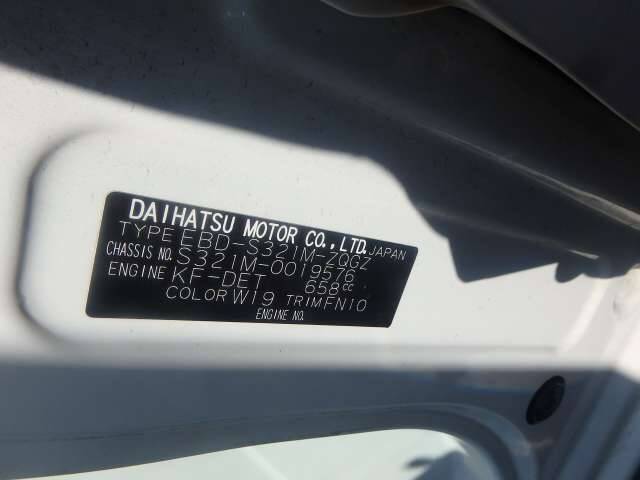 DAIHATSU MOTOR CO.,LTD. JAPAN
TYPE EBD-S321M-ZQGZ
CHASSIS NO. S321M-0019576
ENGINE KF-DET 658cc
COLOR W19 TRIM FN10
ENGINE NO.